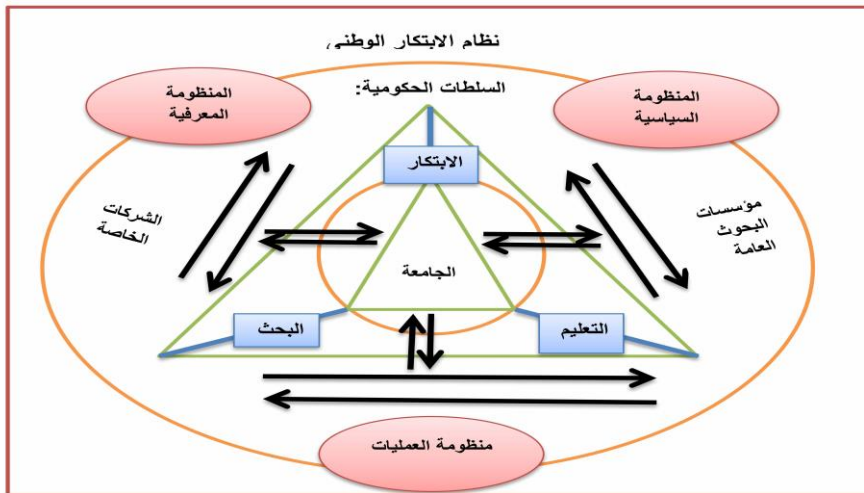 نظام الابتكار الوطني
السلطات الحكومية:
المنظومة
السياسية
المنظومة
المعرفية
الابتكار
مؤسسات
البحوث
العامة
الشركات
الخاصة
الجامعة
التعليم
البحث
منظومة العمليات